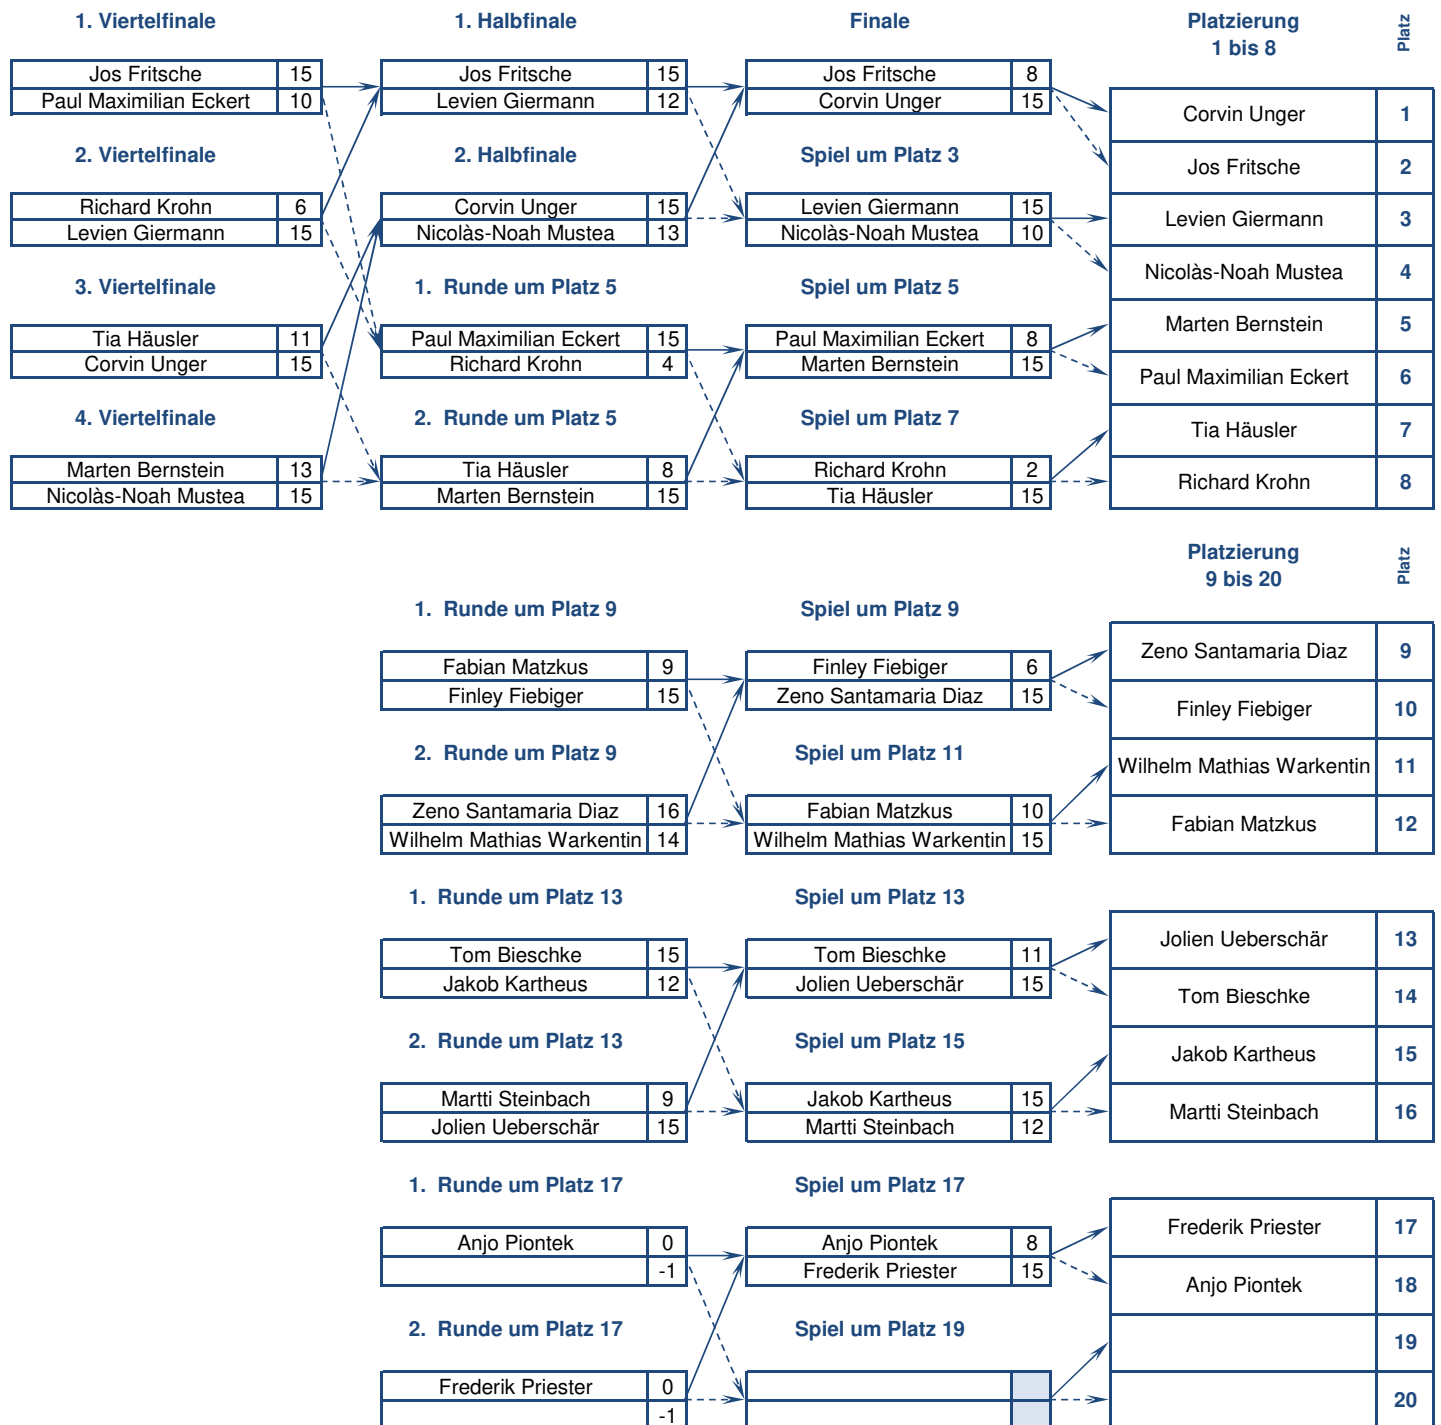 1. Viertelfinale 1. Halbfinale Finale Platzierung 1 bis 8 Platz
Jos Fritsche 15 Jos Fritsche 15 Jos Fritsche 8
Paul Maximilian Eckert 10 Levien Giermann 12 Corvin Unger 15
Corvin Unger 1
2. Viertelfinale 2. Halbfinale Spiel um Platz 3
Jos Fritsche 2
Richard Krohn 6 Corvin Unger 15 Levien Giermann 15
Levien Giermann 3
Levien Giermann 15 Nicolàs-Noah Mustea 13 Nicolàs-Noah Mustea 10
Nicolàs-Noah Mustea 4
3. Viertelfinale 1. Runde um Platz 5 Spiel um Platz 5
Marten Bernstein 5
Tia Häusler 11 Paul Maximilian Eckert 15 Paul Maximilian Eckert 8
Corvin Unger 15 Richard Krohn 4 Marten Bernstein 15
Paul Maximilian Eckert 6
4. Viertelfinale 2. Runde um Platz 5 Spiel um Platz 7
Tia Häusler 7
Marten Bernstein 13 Tia Häusler 8 Richard Krohn 2
Richard Krohn 8
Nicolàs-Noah Mustea 15 Marten Bernstein 15 Tia Häusler 15
Platzierung 9 bis 20 Platz
1. Runde um Platz 9 Spiel um Platz 9
Zeno Santamaria Diaz 9
Fabian Matzkus 9 Finley Fiebiger 6
Finley Fiebiger 15 Zeno Santamaria Diaz 15
Finley Fiebiger 10
2. Runde um Platz 9 Spiel um Platz 11
Wilhelm Mathias Warkentin 11
Zeno Santamaria Diaz 16 Fabian Matzkus 10
Fabian Matzkus 12
Wilhelm Mathias Warkentin 14 Wilhelm Mathias Warkentin 15
1. Runde um Platz 13 Spiel um Platz 13
Jolien Ueberschär 13
Tom Bieschke 15 Tom Bieschke 11
Jakob Kartheus 12 Jolien Ueberschär 15
Tom Bieschke 14
2. Runde um Platz 13 Spiel um Platz 15
Jakob Kartheus 15
Martti Steinbach 9 Jakob Kartheus 15
Martti Steinbach 16
Jolien Ueberschär 15 Martti Steinbach 12
1. Runde um Platz 17 Spiel um Platz 17
Frederik Priester 17
Anjo Piontek 0 Anjo Piontek 8
-1 Frederik Priester 15
Anjo Piontek 18
2. Runde um Platz 17 Spiel um Platz 19
19
Frederik Priester 0
20
-1